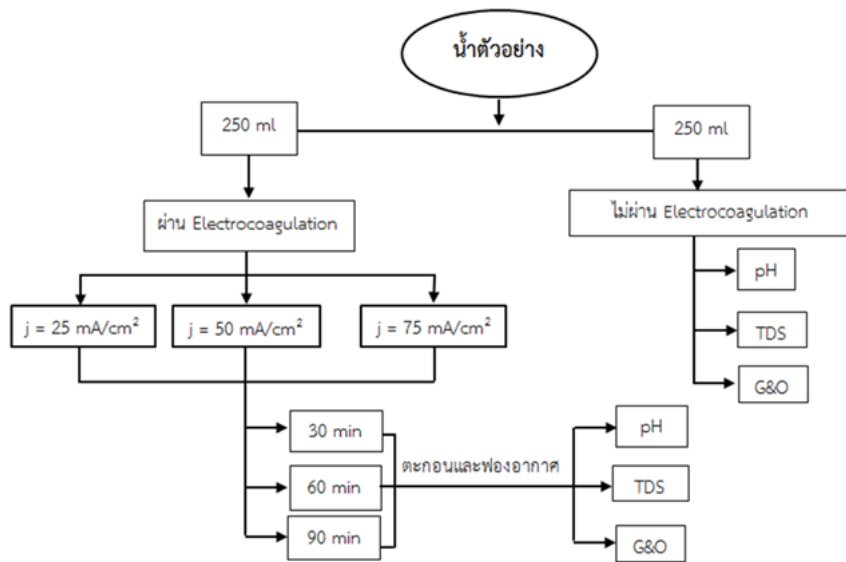 น้ำตัวอย่าง
250 ml
250 ml
ผ่าน Electrocoagulation
ไม่ผ่าน Electrocoagulation
pH
TDS
G&O
j = 25 mA/cm²
j = 50 mA/cm²
j = 75 mA/cm²
30 min
60 min
90 min
ตะกอนและฟองอากาศ
pH
TDS
G&O